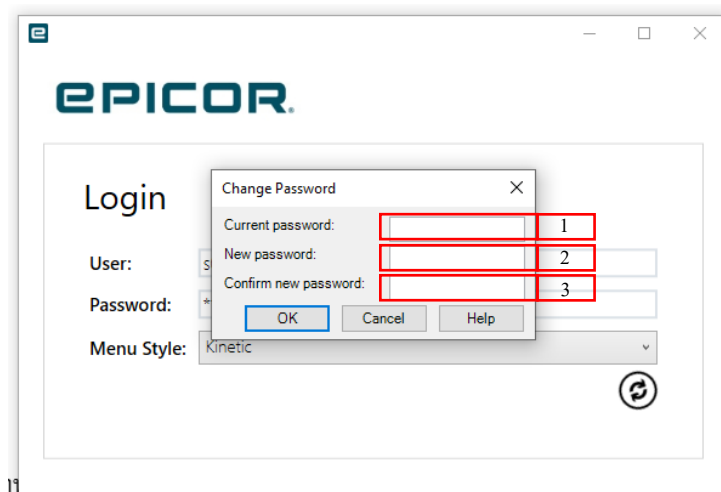 e
EPICOR.
Login
Change Password
Current password:
1
New password:
2
Confirm new password:
3
OK
Cancel
Help
User:
Password: *
Menu Style: Kinetic